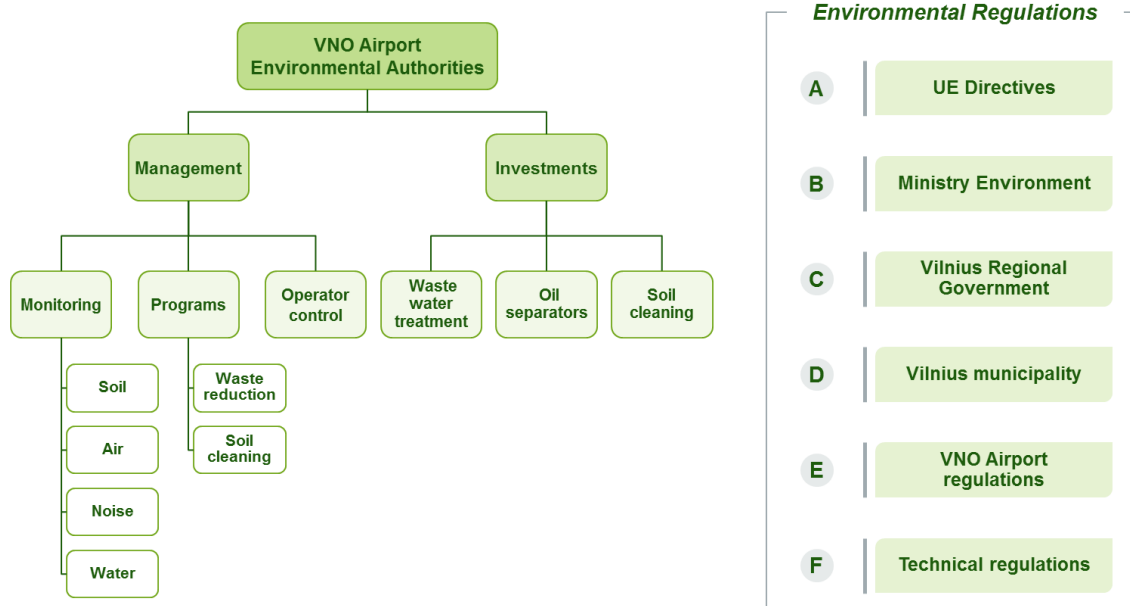 VNO Airport
Environmental Authorities
Management
Investments
Monitoring
Programs
Operator
control
Waste
water
treatment
Oil
separators
Soil
cleaning
Soil
Air
Noise
Water
Waste
reduction
Soil
cleaning
Environmental Regulations
A
UE Directives
B
Ministry Environment
C
Vilnius Regional
Government
D
Vilnius municipality
E
VNO Airport
regulations
F
Technical regulations